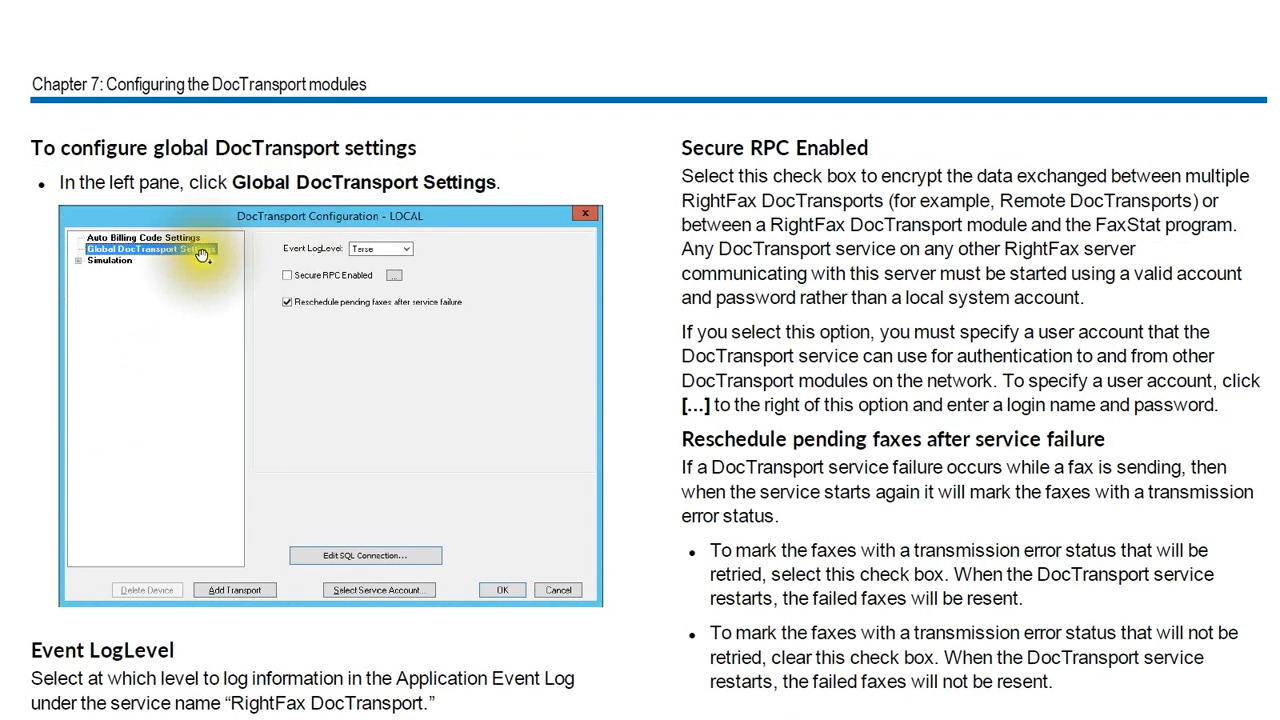 Chapter 7: Configuring the DocTransport modules
To configure global DocTransport settings
• In the left pane, click Global DocTransport Settings.
DocTransport Configuration - LOCAL
x
Auto Billing Code Settings
Global DocTransport Settings
Simulation
Event LogLevel: Terse
Secure RPC Enabled ...
Reschedule pending faxes after service failure
Edit SQL Connection...
Delete Device Add Transport Select Service Account... OK Cancel
Event LogLevel
Select at which level to log information in the Application Event Log
under the service name “RightFax DocTransport.”
Secure RPC Enabled
Select this check box to encrypt the data exchanged between multiple
RightFax DocTransports (for example, Remote DocTransports) or
between a RightFax DocTransport module and the FaxStat program.
Any DocTransport service on any other RightFax server
communicating with this server must be started using a valid account
and password rather than a local system account.
If you select this option, you must specify a user account that the
DocTransport service can use for authentication to and from other
DocTransport modules on the network. To specify a user account, click
[...] to the right of this option and enter a login name and password.
Reschedule pending faxes after service failure
If a DocTransport service failure occurs while a fax is sending, then
when the service starts again it will mark the faxes with a transmission
error status.
• To mark the faxes with a transmission error status that will be
retried, select this check box. When the DocTransport service
restarts, the failed faxes will be resent.
• To mark the faxes with a transmission error status that will not be
retried, clear this check box. When the DocTransport service
restarts, the failed faxes will not be resent.